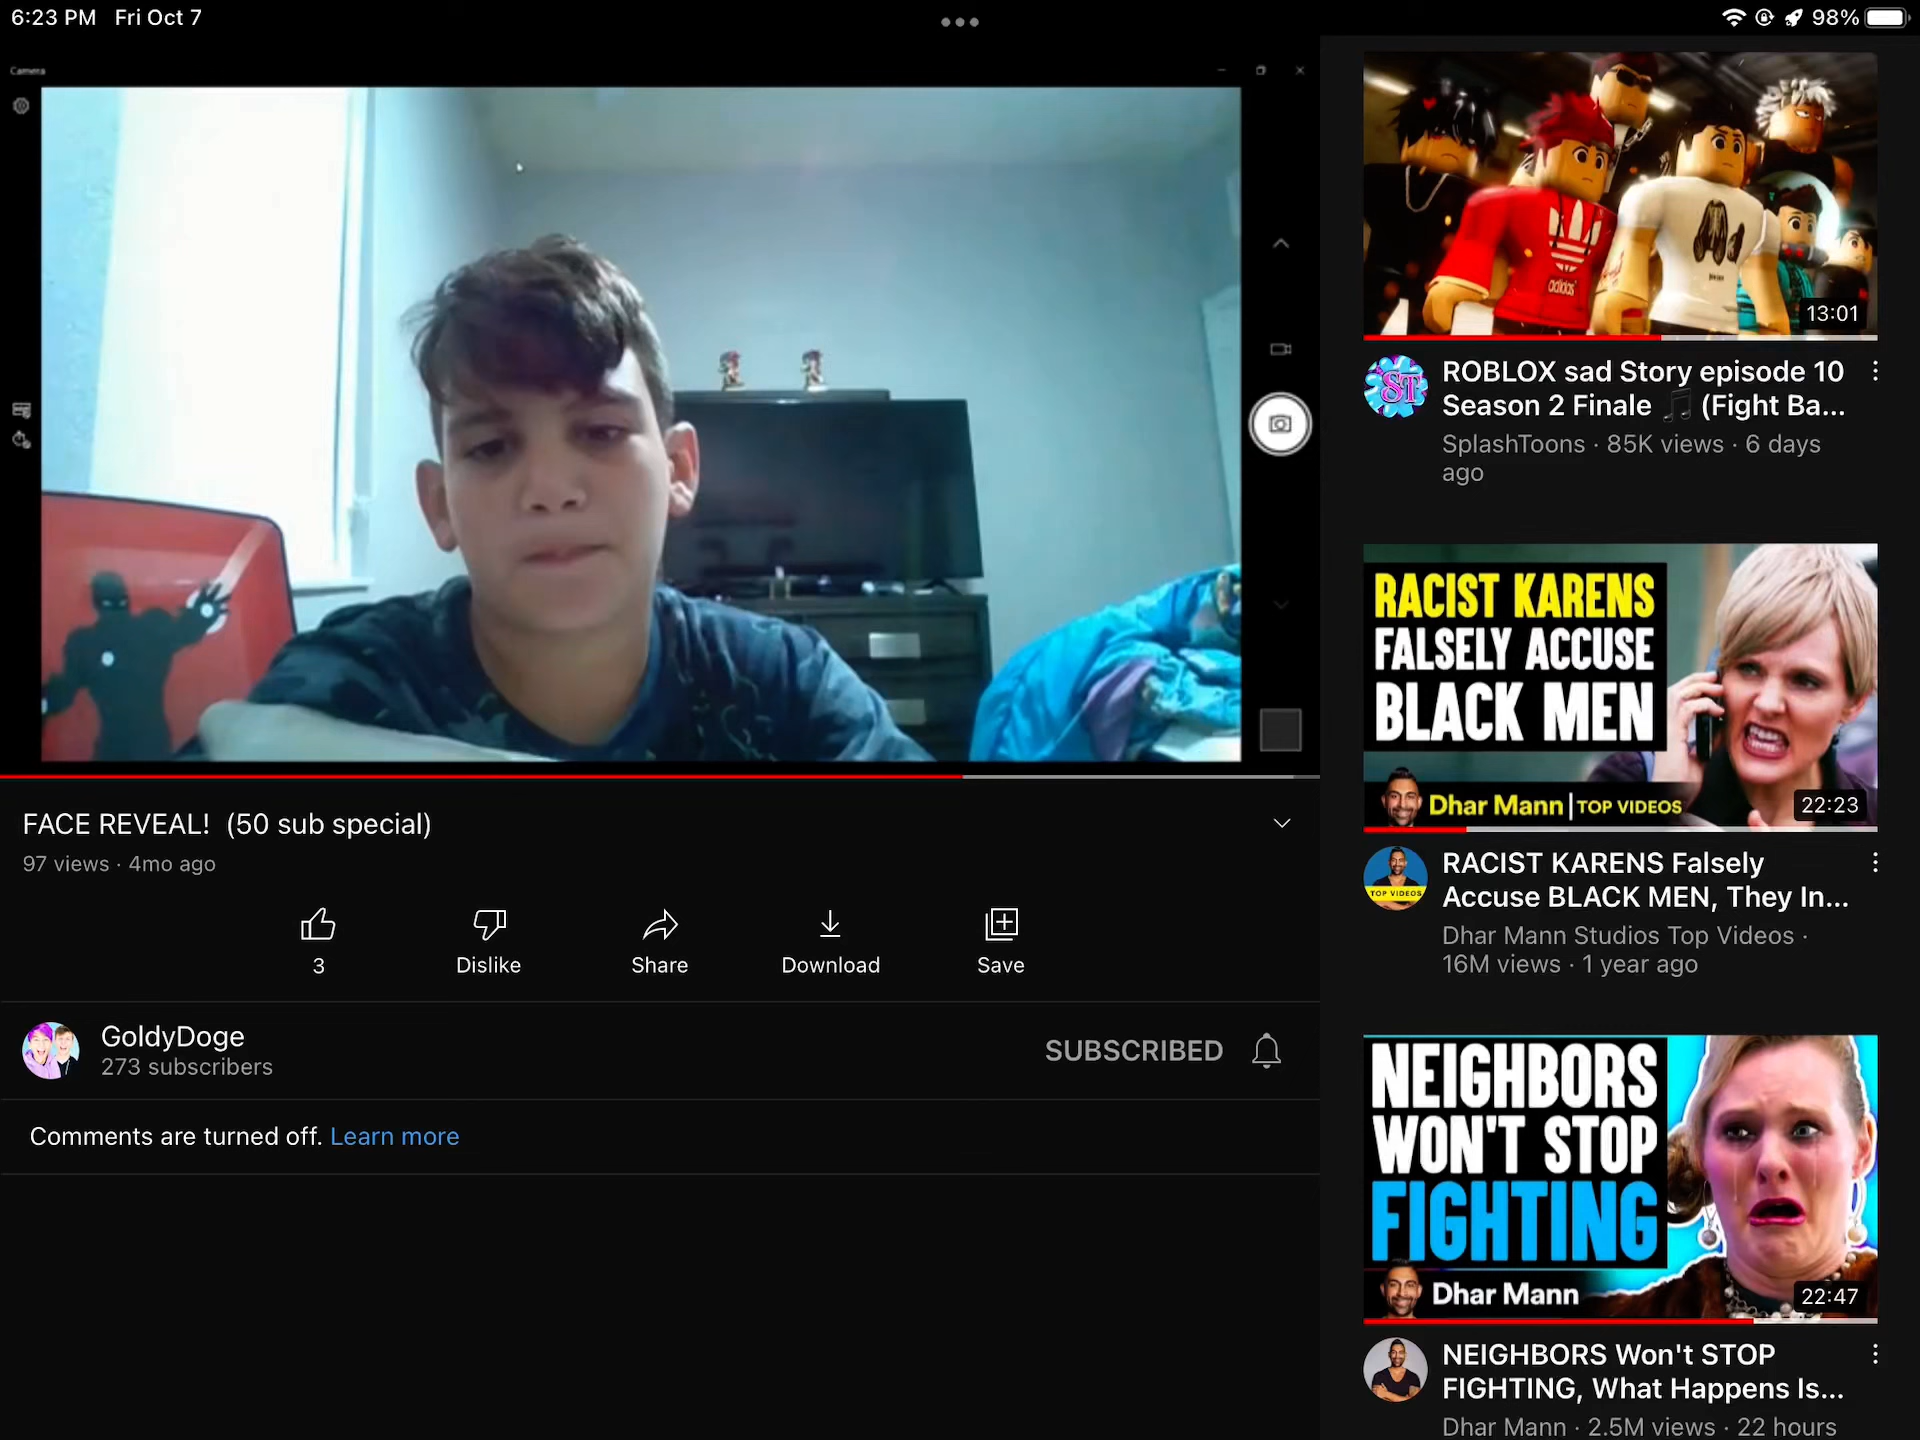 6:23 PM Fri Oct 7
98%
Camera
FACE REVEAL! (50 sub special)
97 views · 4mo ago
3
Dislike
Share
Download
Save
GoldyDoge
273 subscribers
SUBSCRIBED
Comments are turned off. Learn more
adidas
13:01
ST
ROBLOX sad Story episode 10
Season 2 Finale 🎵 (Fight Ba...
SplashToons · 85K views · 6 days
ago
RACIST KARENS
FALSELY ACCUSE
BLACK MEN
Dhar Mann | TOP VIDEOS
22:23
TOP VIDEOS
RACIST KARENS Falsely
Accuse BLACK MEN, They In...
Dhar Mann Studios Top Videos ·
16M views · 1 year ago
NEIGHBORS
WON'T STOP
FIGHTING
Dhar Mann
22:47
NEIGHBORS Won't STOP
FIGHTING, What Happens Is...
Dhar Mann · 2.5M views · 22 hours